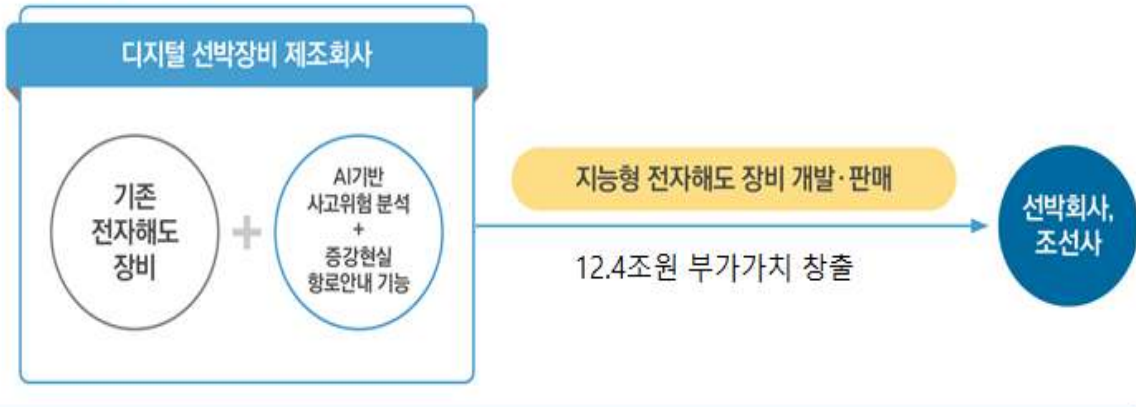 디지털 선박장비 제조회사
기존
전자해도
장비
+
AI기반
사고위험 분석
+
증강현실
항로안내 기능
지능형 전자해도 장비 개발·판매
12.4조원 부가가치 창출
선박회사,
조선사